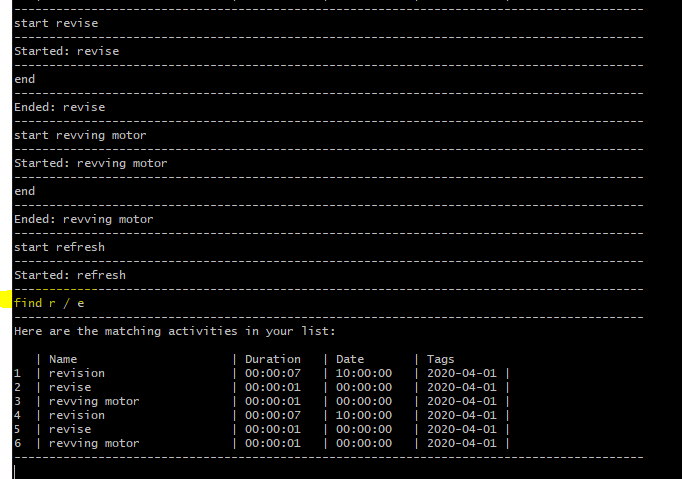 start revise
Started: revise
end
Ended: revise
start revving motor
Started: revving motor
end
Ended: revving motor
start refresh
Started: refresh
find r / e
Here are the matching activities in your list:
| Name | Duration | Date | Tags
1 | revision | 00:00:07 | 10:00:00 | 2020-04-01 |
2 | revise | 00:00:01 | 00:00:00 | 2020-04-01 |
3 | revving motor | 00:00:01 | 00:00:00 | 2020-04-01 |
4 | revision | 00:00:07 | 10:00:00 | 2020-04-01 |
5 | revise | 00:00:01 | 00:00:00 | 2020-04-01 |
6 | revving motor | 00:00:01 | 00:00:00 | 2020-04-01 |